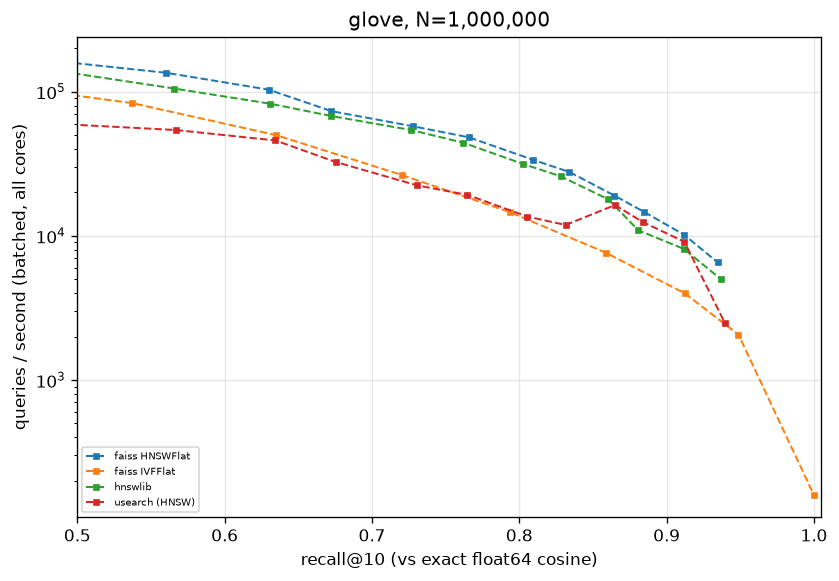 glove, N=1,000,000
queries / second (batched, all cores)
10^5
10^4
10^3
faiss HNSWFlat
faiss IVFFlat
hnswlib
usearch (HNSW)
0.5 0.6 0.7 0.8 0.9 1.0
recall@10 (vs exact float64 cosine)